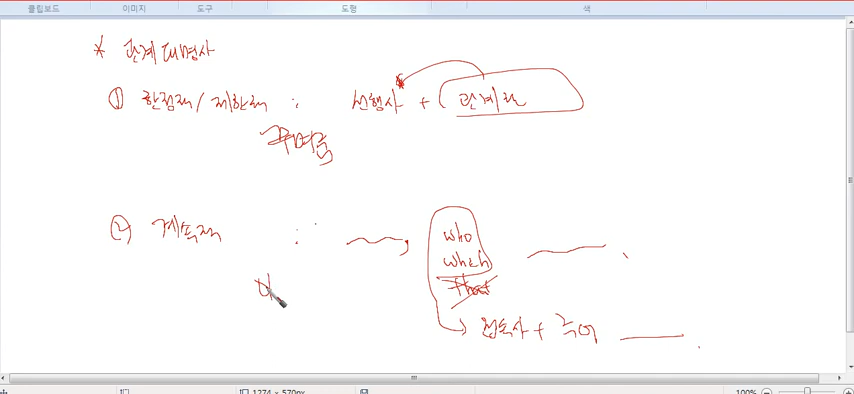 클립보드 이미지 도구 도형 색
* 관계대명사
① 한정적/제한적 : 선행사 + 관계절
꾸며줌
② 계속적 : ~ , who ~ .
which
that
접속사 + 주어 ___ .
1274 × 570px 100%